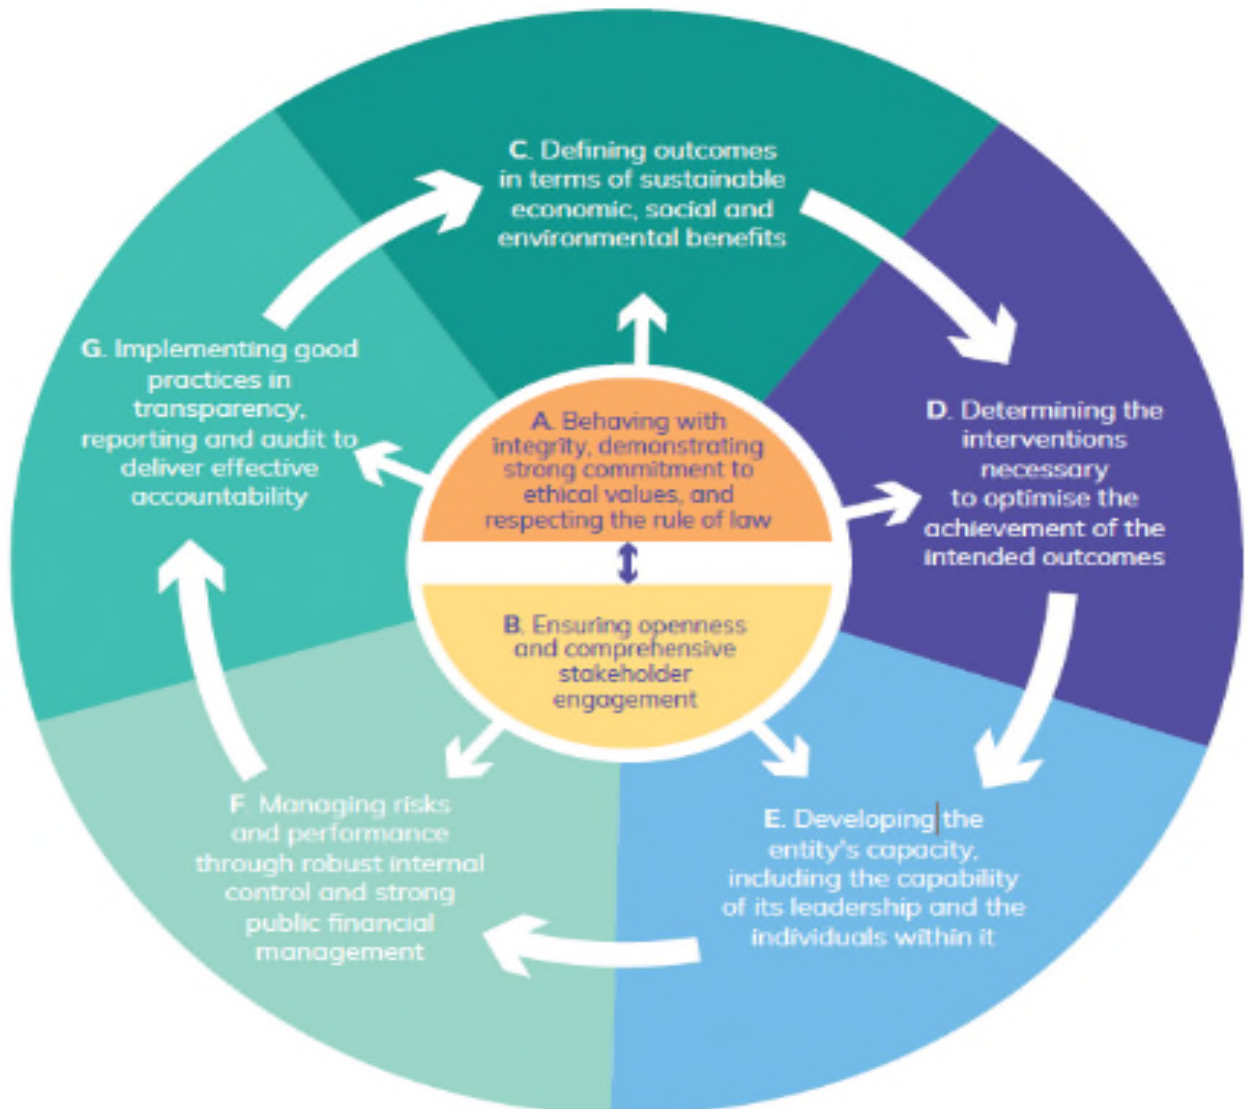 C. Defining outcomes
in terms of sustainable
economic, social and
environmental benefits
G. Implementing good
practices in
transparency,
reporting and audit to
deliver effective
accountability
A. Behaving with
integrity, demonstrating
strong commitment to
ethical values, and
respecting the rule of law
D. Determining the
interventions
necessary
to optimise the
achievement of the
intended outcomes
B. Ensuring openness
and comprehensive
stakeholder
engagement
F. Managing risks
and performance
through robust internal
control and strong
public financial
management
E. Developing the
entity's capacity,
including the capability
of its leadership and the
individuals within it